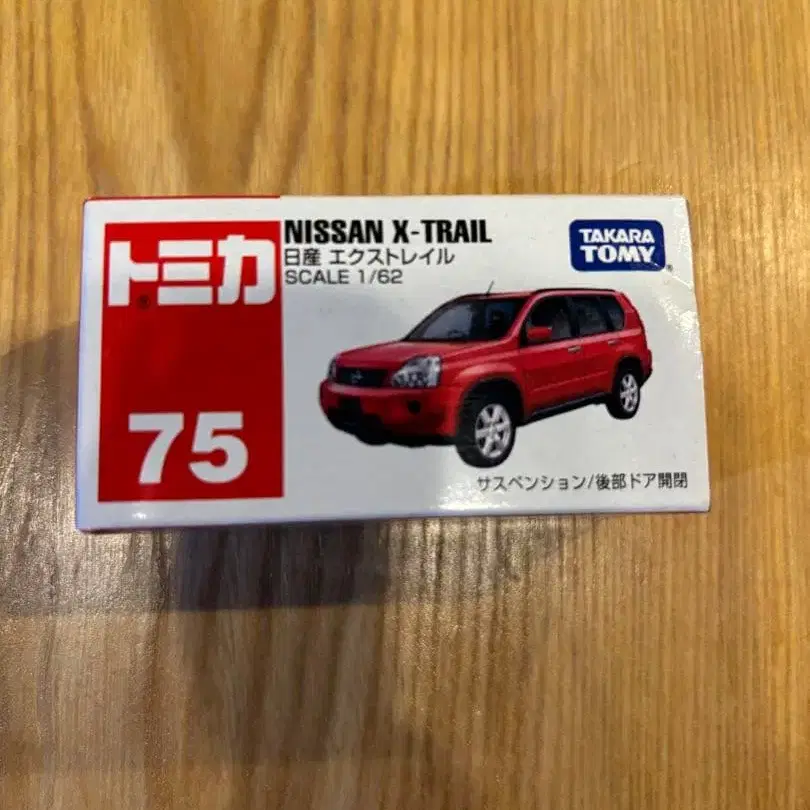 トミカ®
75
NISSAN X-TRAIL
日産 エクストレイル
SCALE 1/62
TAKARA
TOMY®
サスペンション/後部ドア開閉